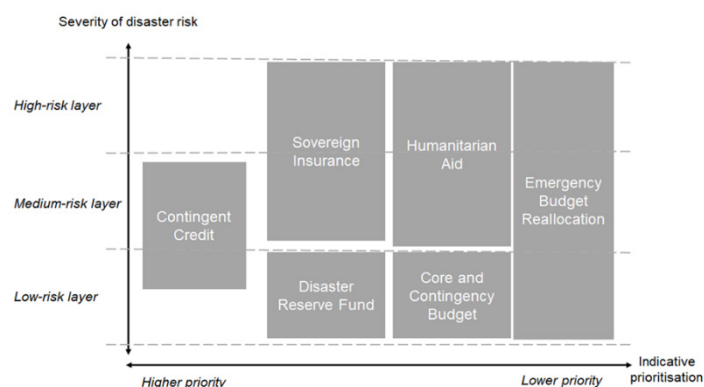 Severity of disaster risk
High-risk layer
Medium-risk layer
Low-risk layer
Contingent
Credit
Sovereign
Insurance
Humanitarian
Aid
Emergency
Budget
Reallocation
Disaster
Reserve Fund
Core and
Contingency
Budget
Higher priority
Lower priority
Indicative
prioritisation